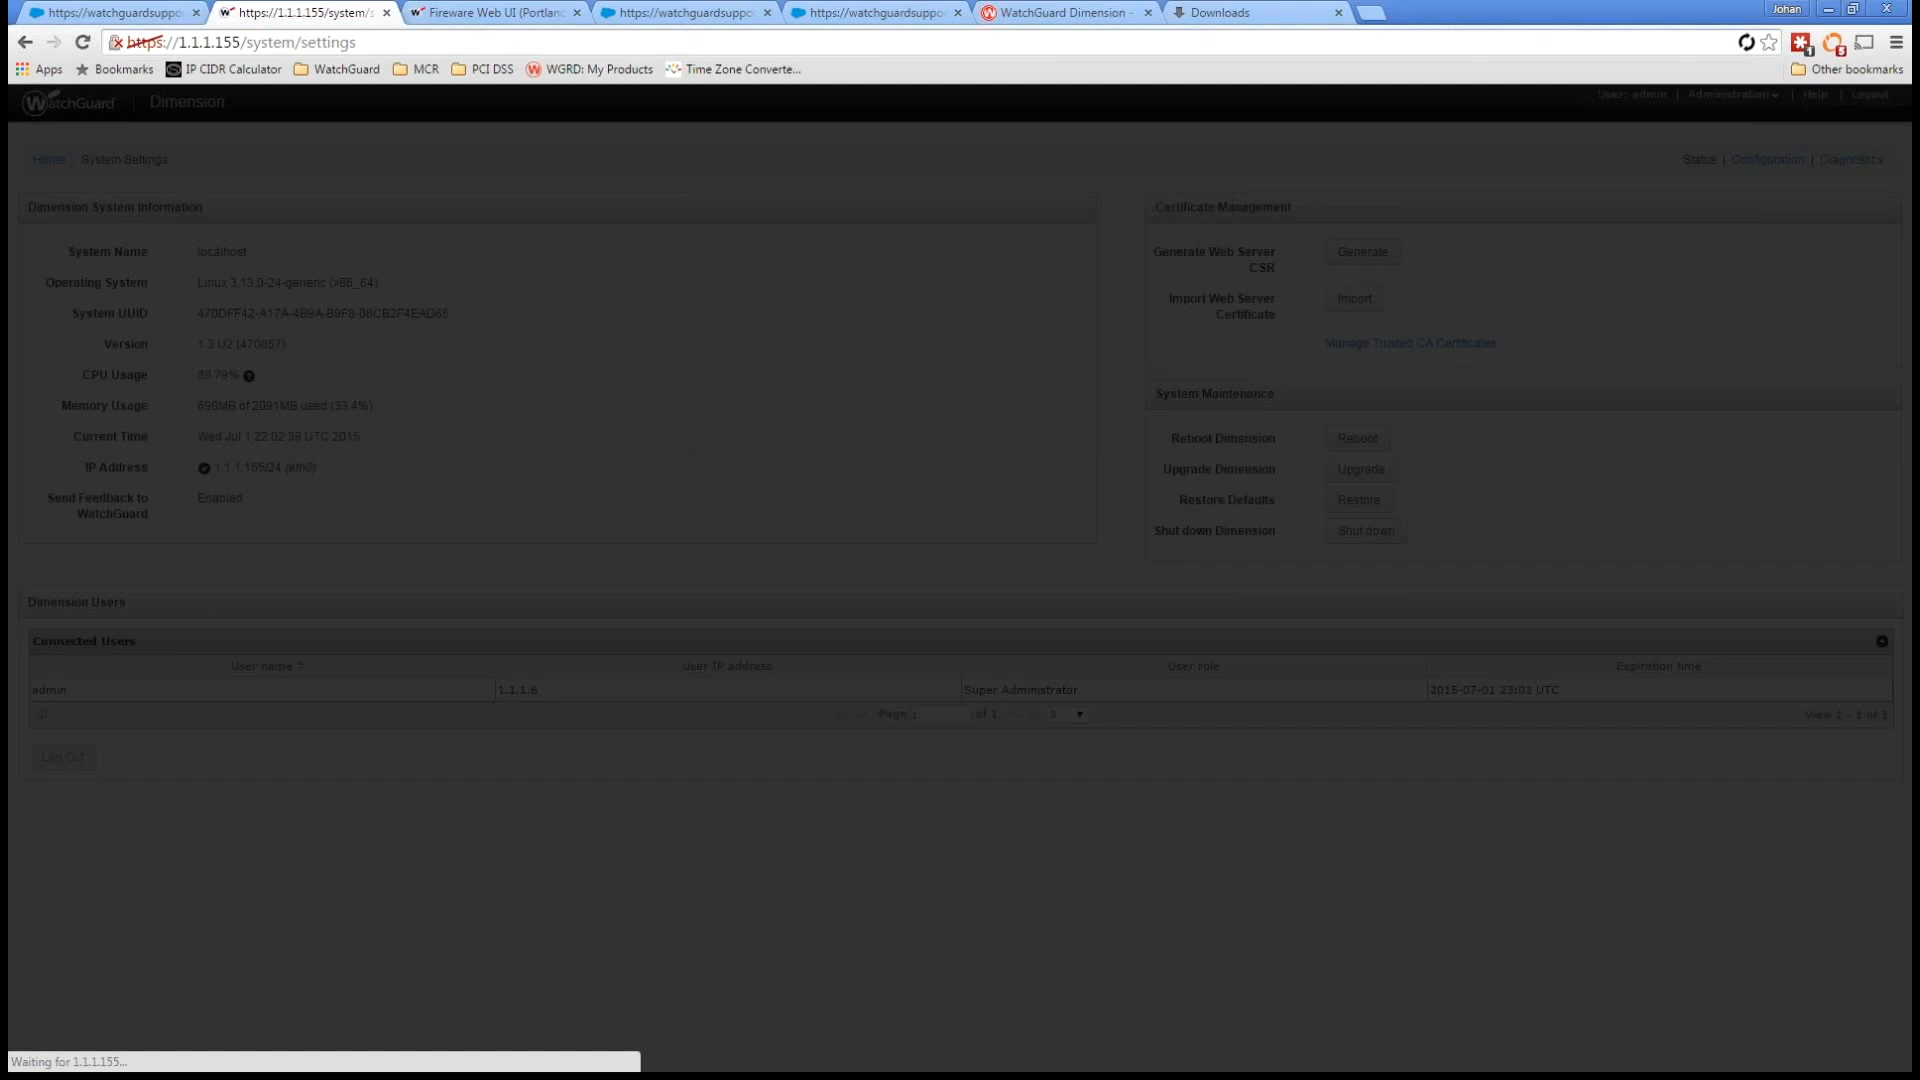 https://watchguardsuppo
https://1.1.1.155/system/s
Fireware Web UI (Portlanc
https://watchguardsuppo
https://watchguardsuppo
WatchGuard Dimension -
Downloads
Johan
https://1.1.1.155/system/settings
Apps
Bookmarks
IP CIDR Calculator
WatchGuard
MCR
PCI DSS
WGRD: My Products
Time Zone Converte...
Other bookmarks
WatchGuard
Dimension
User: admin | Administration | Help | Logout
Home / System Settings
Status | Configuration | Diagnostics
Dimension System Information
System Name localhost
Operating System Linux 3.13.0-24-generic (x86_64)
System UUID 470DFF42-A17A-4B9A-B9F8-08CB2F4EAD65
Version 1.3 U2 (470857)
CPU Usage 89.79% ?
Memory Usage 698MB of 2091MB used (33.4%)
Current Time Wed Jul 1 22:02:38 UTC 2015
IP Address 1.1.1.155/24 (eth0)
Send Feedback to Enabled
WatchGuard
Certificate Management
Generate Web Server Generate
CSR
Import Web Server Import
Certificate
Manage Trusted CA Certificates
System Maintenance
Reboot Dimension Reboot
Upgrade Dimension Upgrade
Restore Defaults Restore
Shut down Dimension Shut down
Dimension Users
Connected Users
User name User IP address User role Expiration time
admin 1.1.1.6 Super Administrator 2015-07-01 23:02 UTC
Page 1 of 1 5 View 1 - 1 of 1
Log Out
Waiting for 1.1.1.155...